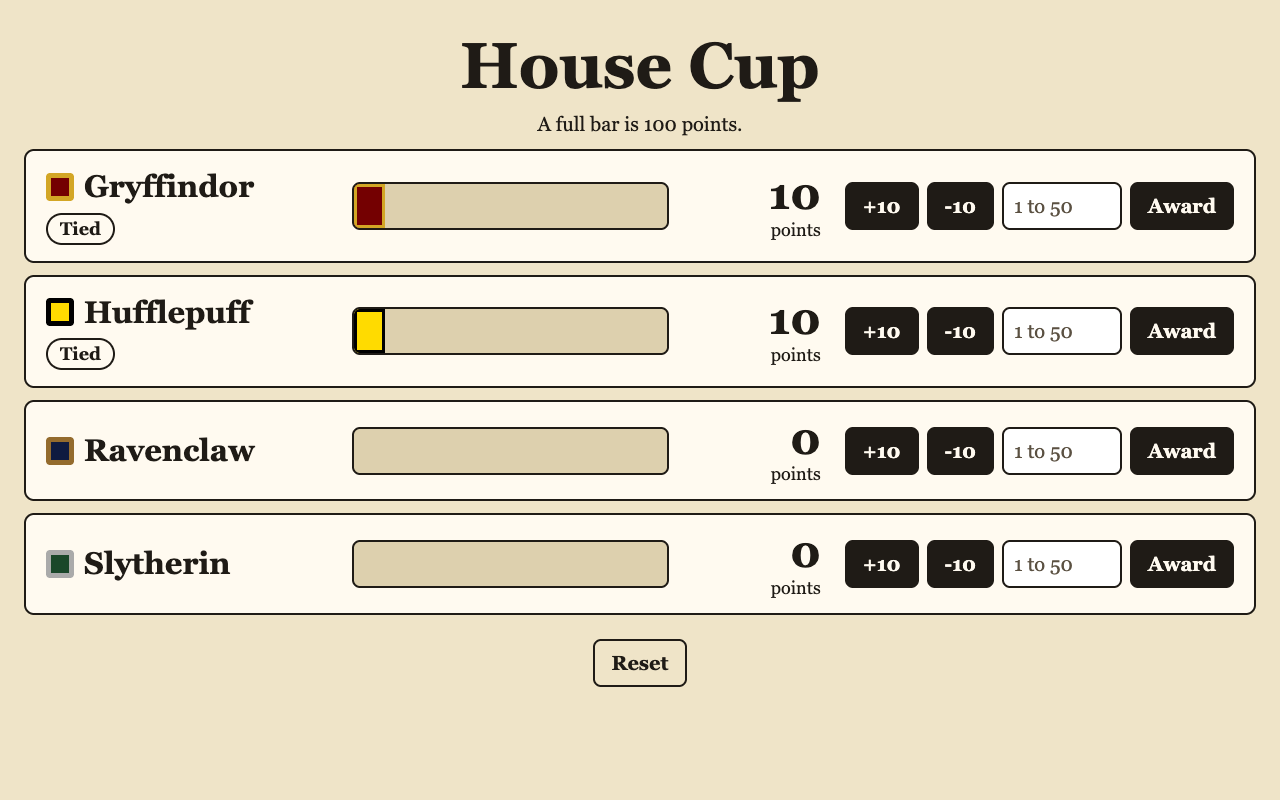 House Cup
A full bar is 100 points.
Gryffindor
Tied
10
points
+10 -10 1 to 50 Award
Hufflepuff
Tied
10
points
+10 -10 1 to 50 Award
Ravenclaw
0
points
+10 -10 1 to 50 Award
Slytherin
0
points
+10 -10 1 to 50 Award
Reset